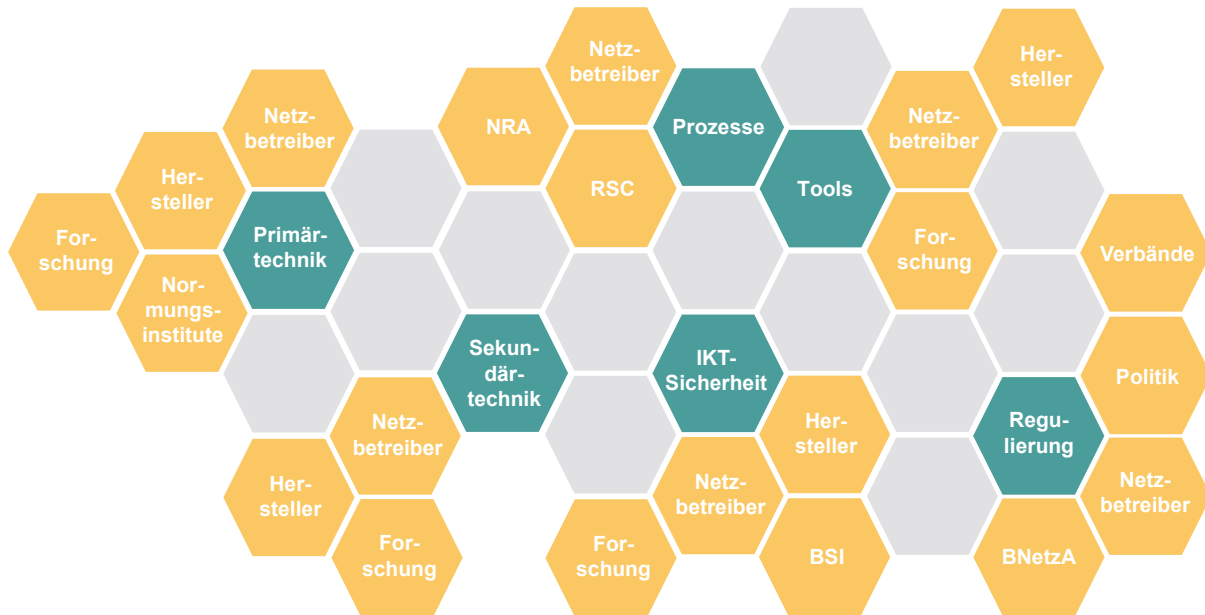 Netz-
betreiber
Her-
steller
Netz-
betreiber
NRA
Prozesse
Netz-
betreiber
Her-
steller
RSC
Tools
For-
schung
Primär-
technik
For-
schung
Verbände
Nor-
mungs-
institute
Sekun-
där-
technik
IKT-
Sicherheit
Politik
Netz-
betreiber
Her-
steller
Regu-
lierung
Her-
steller
Netz-
betreiber
Netz-
betreiber
For-
schung
For-
schung
BSI
BNetzA